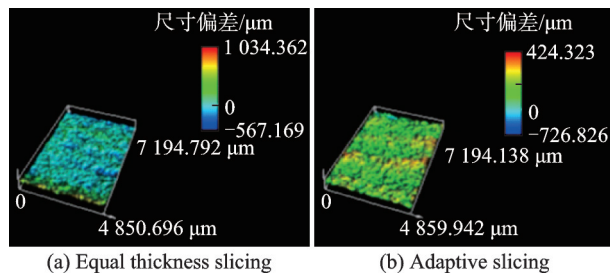 尺寸偏差/μm
1 034.362
0
−567.169
7 194.792 μm
0
4 850.696 μm
(a) Equal thickness slicing
尺寸偏差/μm
424.323
0
−726.826
7 194.138 μm
0
4 859.942 μm
(b) Adaptive slicing